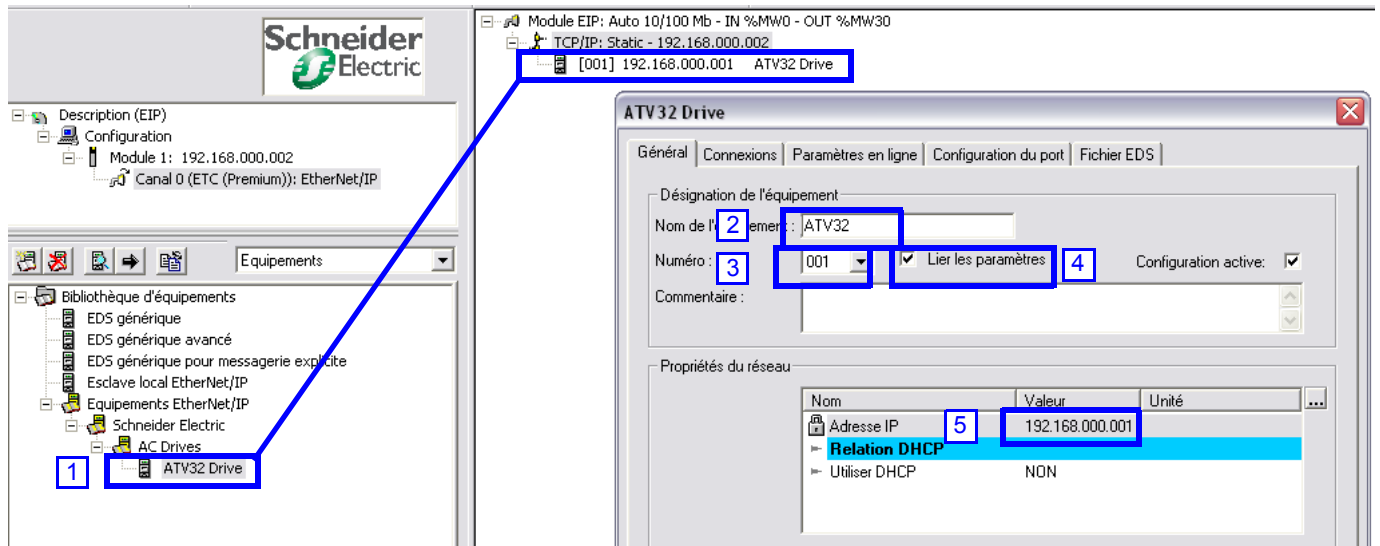 Schneider
Electric
Description (EIP)
Configuration
Module 1: 192.168.000.002
Canal 0 (ETC (Premium)): EtherNet/IP
Equipements
Bibliothèque d'équipements
EDS générique
EDS générique avancé
EDS générique pour messagerie explicite
Esclave local EtherNet/IP
Equipements EtherNet/IP
Schneider Electric
AC Drives
1 ATV32 Drive
Module EIP: Auto 10/100 Mb - IN %MW0 - OUT %MW30
TCP/IP: Static - 192.168.000.002
[001] 192.168.000.001 ATV32 Drive
ATV32 Drive
Général Connexions Paramètres en ligne Configuration du port Fichier EDS
Désignation de l'équipement
Nom de l' 2 ement : ATV32
Numéro : 3 001 Lier les paramètres 4 Configuration active:
Commentaire :
Propriétés du réseau
Nom Valeur Unité ...
Adresse IP 5 192.168.000.001
Relation DHCP
Utiliser DHCP NON